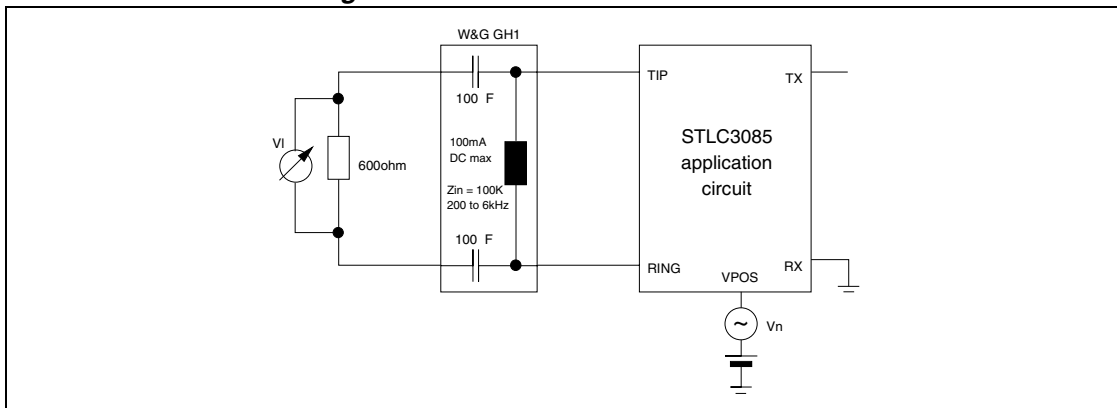 W&G GH1
TIP
TX
100 F
VI
600ohm
100mA
DC max
Zin = 100K
200 to 6kHz
STLC3085
application
circuit
100 F
RING
RX
VPOS
~
Vn